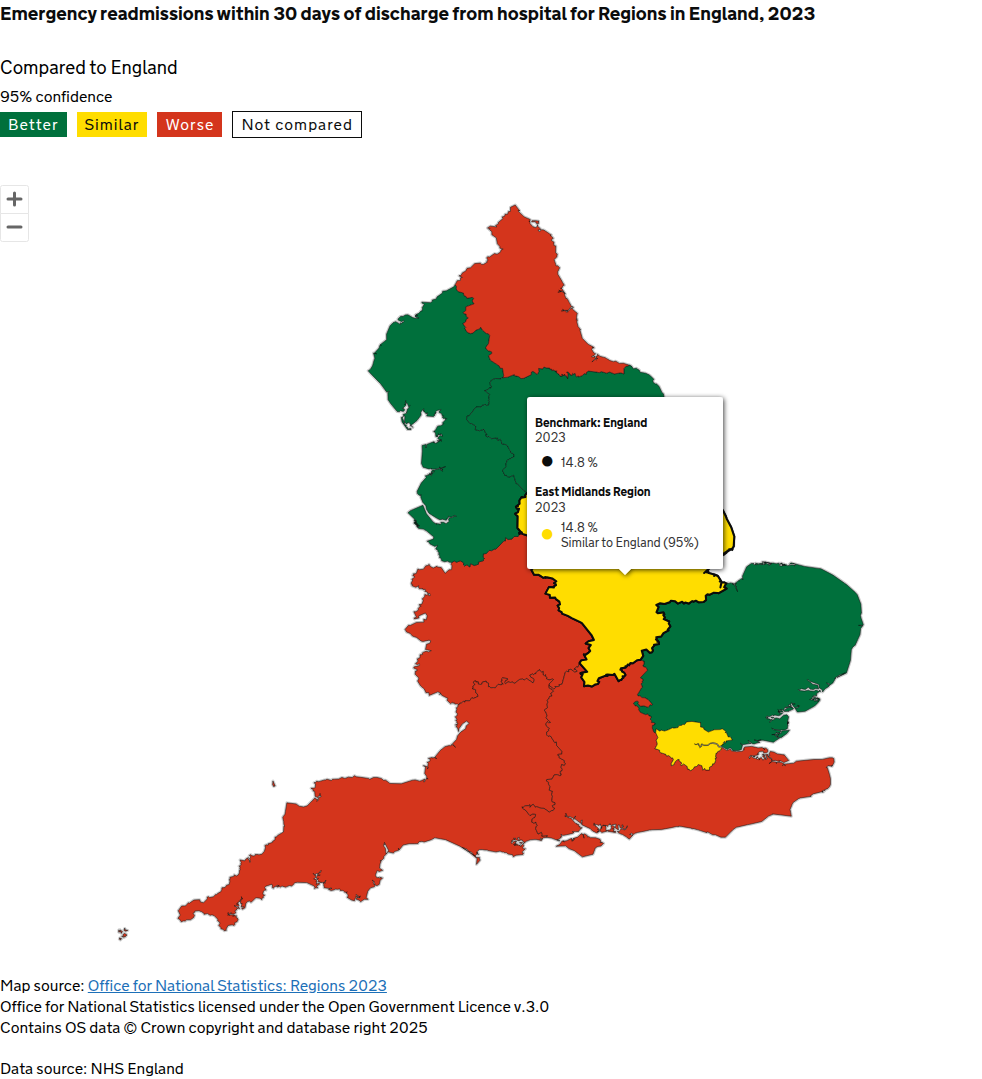 Emergency readmissions within 30 days of discharge from hospital for Regions in England, 2023
Compared to England
95% confidence
Better Similar Worse Not compared
+
−
Benchmark: England
2023
14.8 %
East Midlands Region
2023
14.8 %
Similar to England (95%)
Map source: Office for National Statistics: Regions 2023
Office for National Statistics licensed under the Open Government Licence v.3.0
Contains OS data © Crown copyright and database right 2025
Data source: NHS England